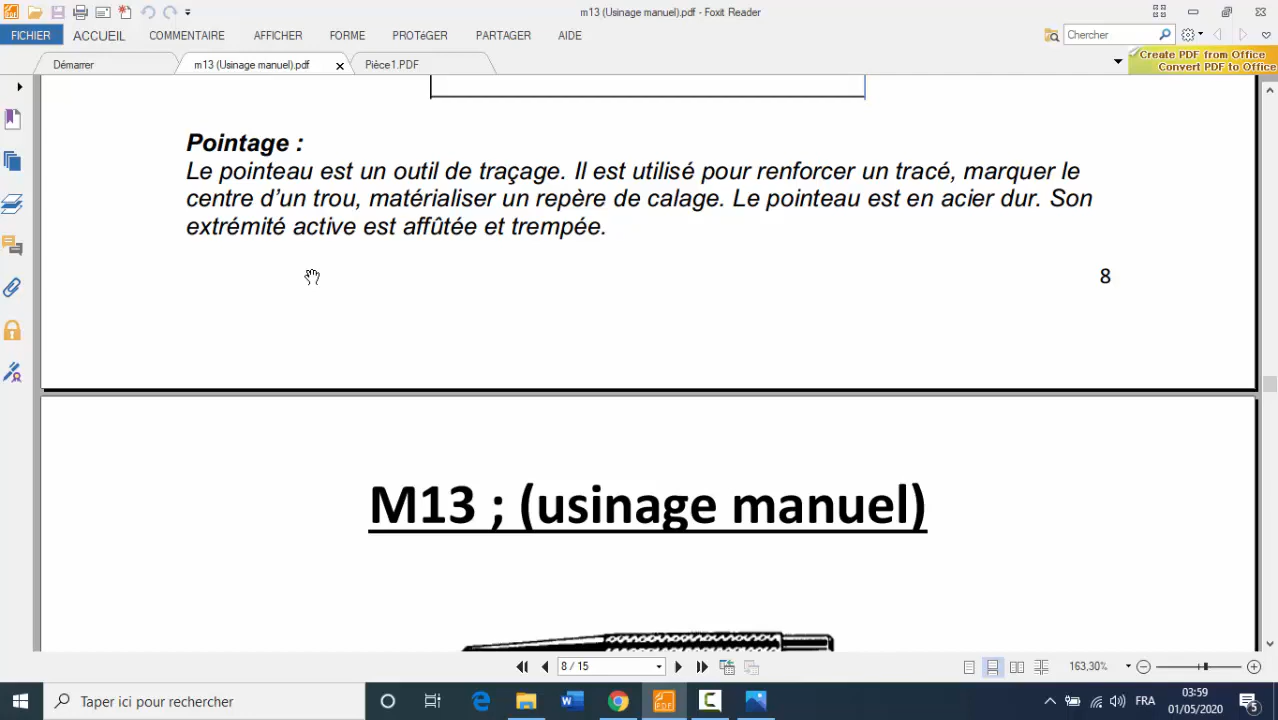 m13 (Usinage manuel).pdf - Foxit Reader
FICHIER ACCUEIL COMMENTAIRE AFFICHER FORME PROTéGER PARTAGER AIDE
Chercher
Démarrer
m13 (Usinage manuel).pdf
Pièce1.PDF
Create PDF from Office
Convert PDF to Office
Pointage :
Le pointeau est un outil de traçage. Il est utilisé pour renforcer un tracé, marquer le
centre d’un trou, matérialiser un repère de calage. Le pointeau est en acier dur. Son
extrémité active est affûtée et trempée.
8
M13 ; (usinage manuel)
8 / 15
163,30%
Taper ici pour rechercher
W
PDF
C
FRA
03:59
01/05/2020
5